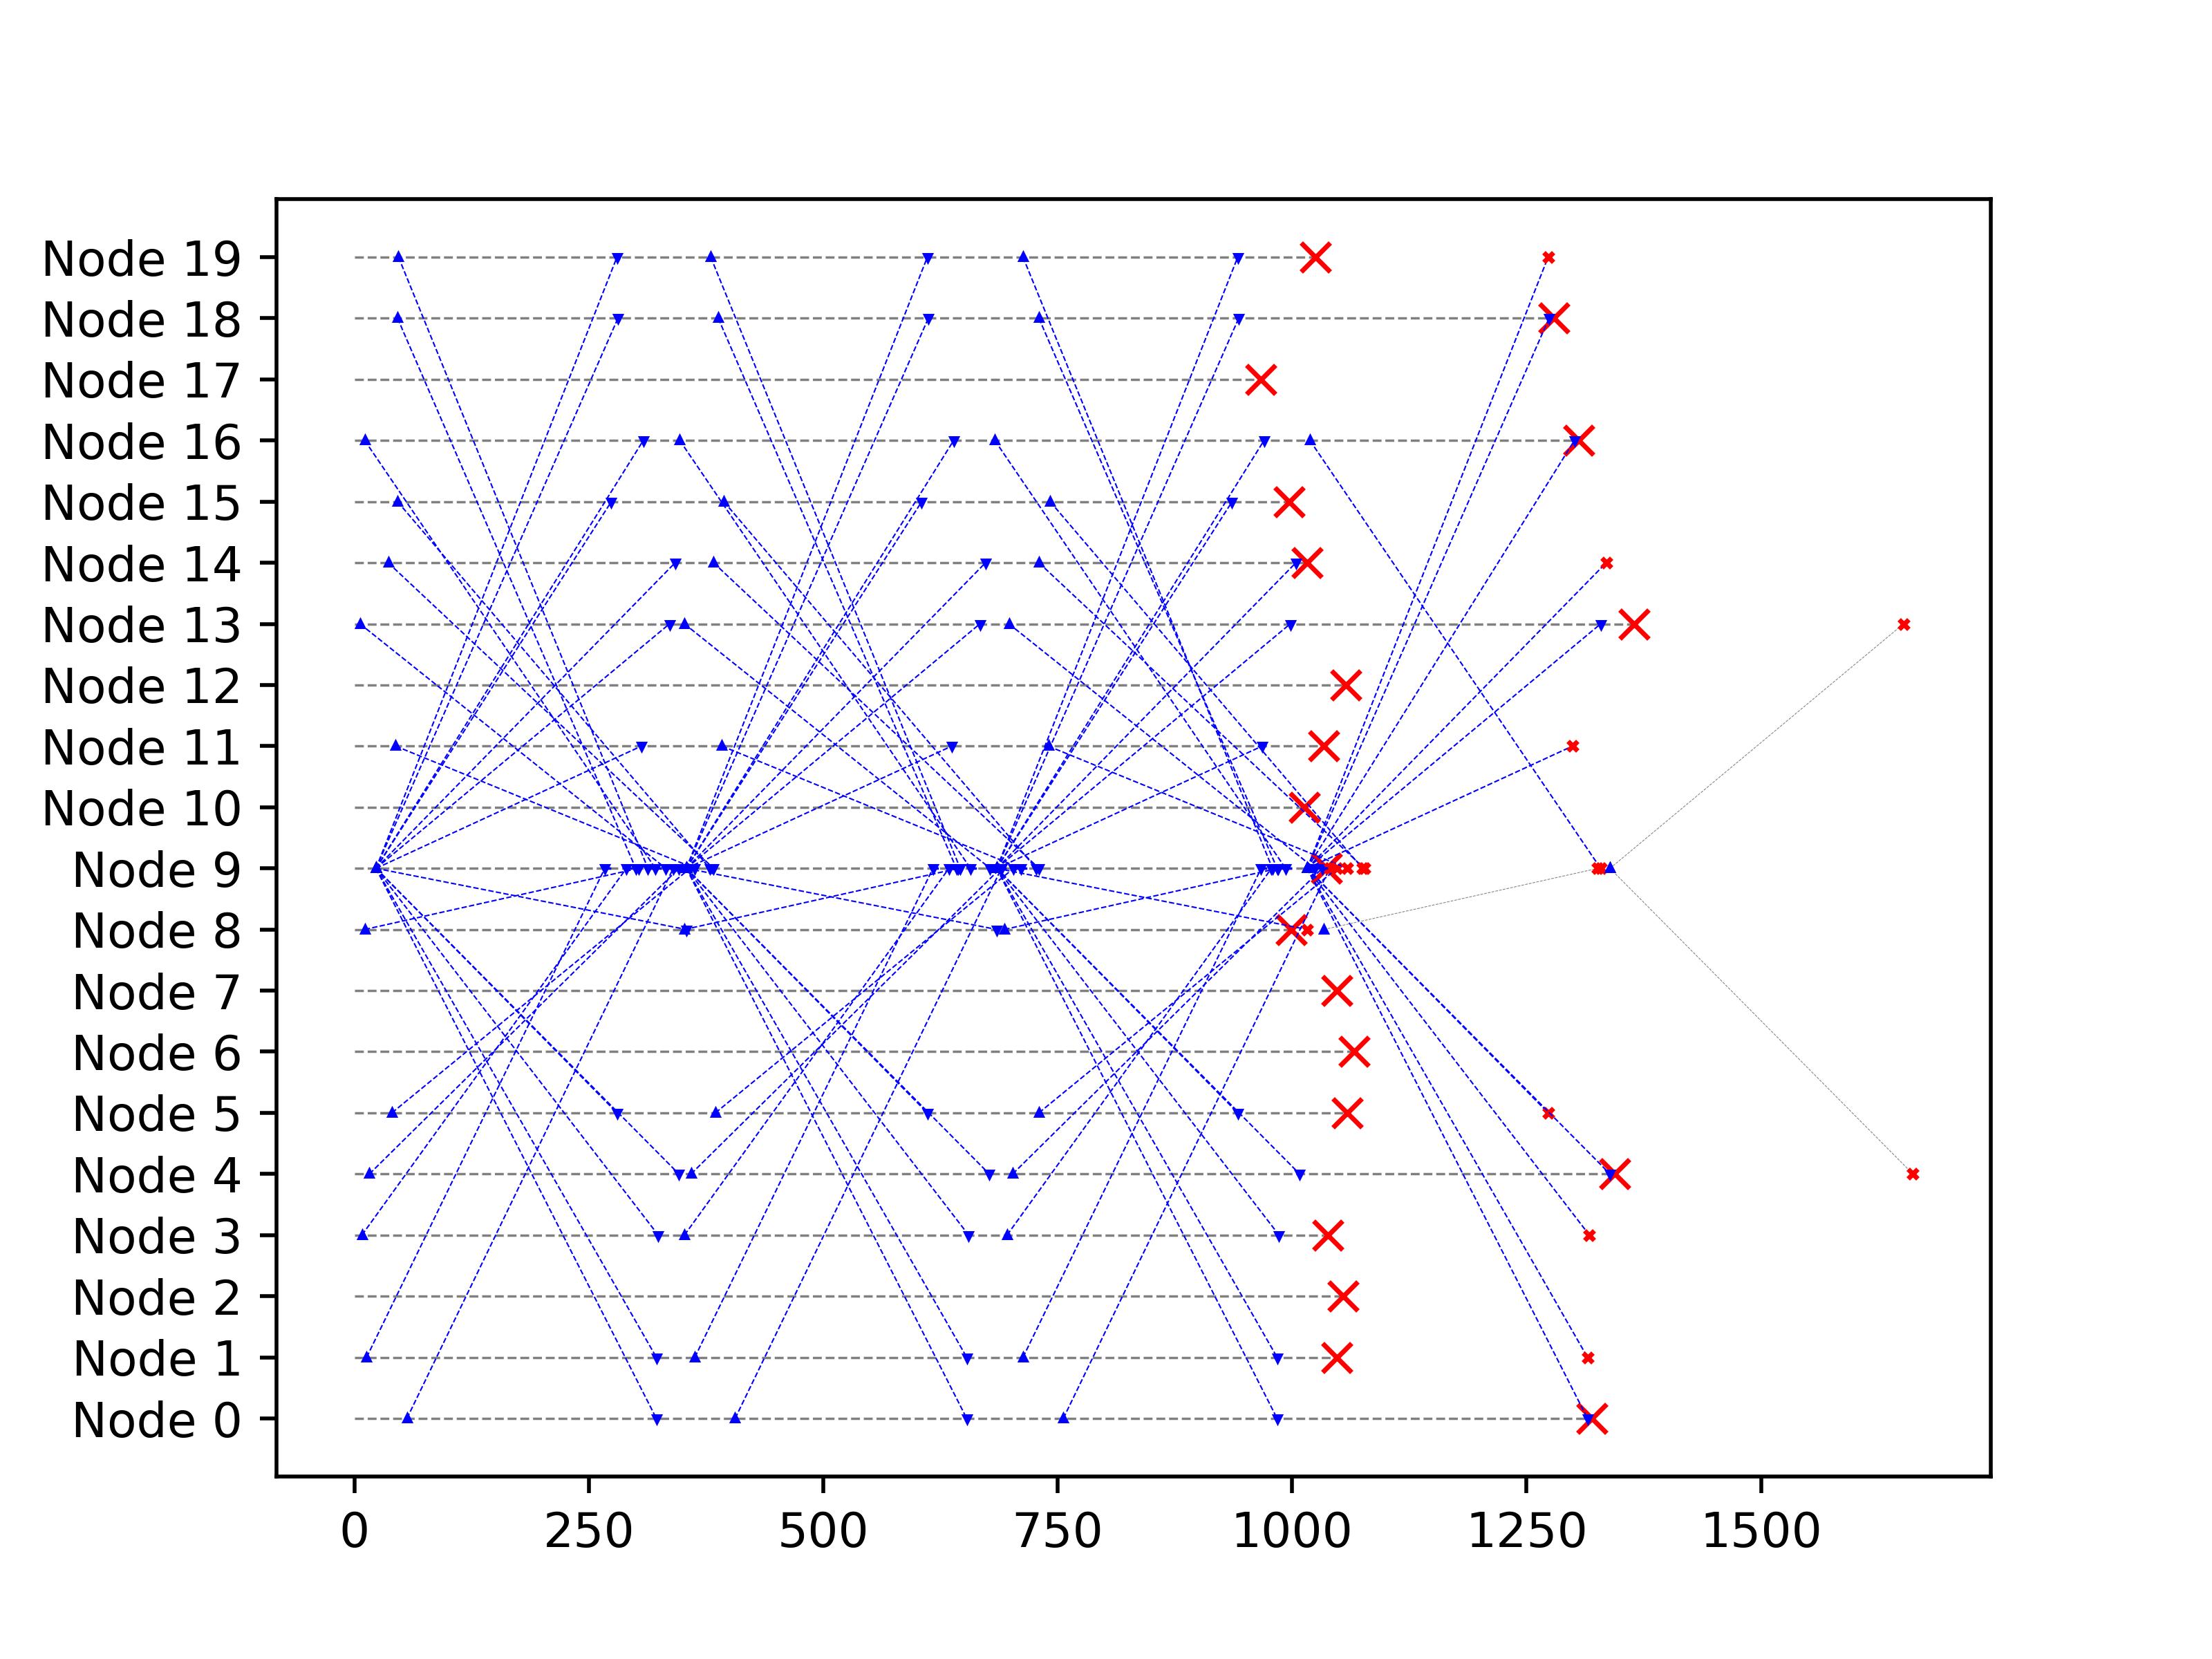 Node 19
Node 18
Node 17
Node 16
Node 15
Node 14
Node 13
Node 12
Node 11
Node 10
Node 9
Node 8
Node 7
Node 6
Node 5
Node 4
Node 3
Node 2
Node 1
Node 0
0 250 500 750 1000 1250 1500